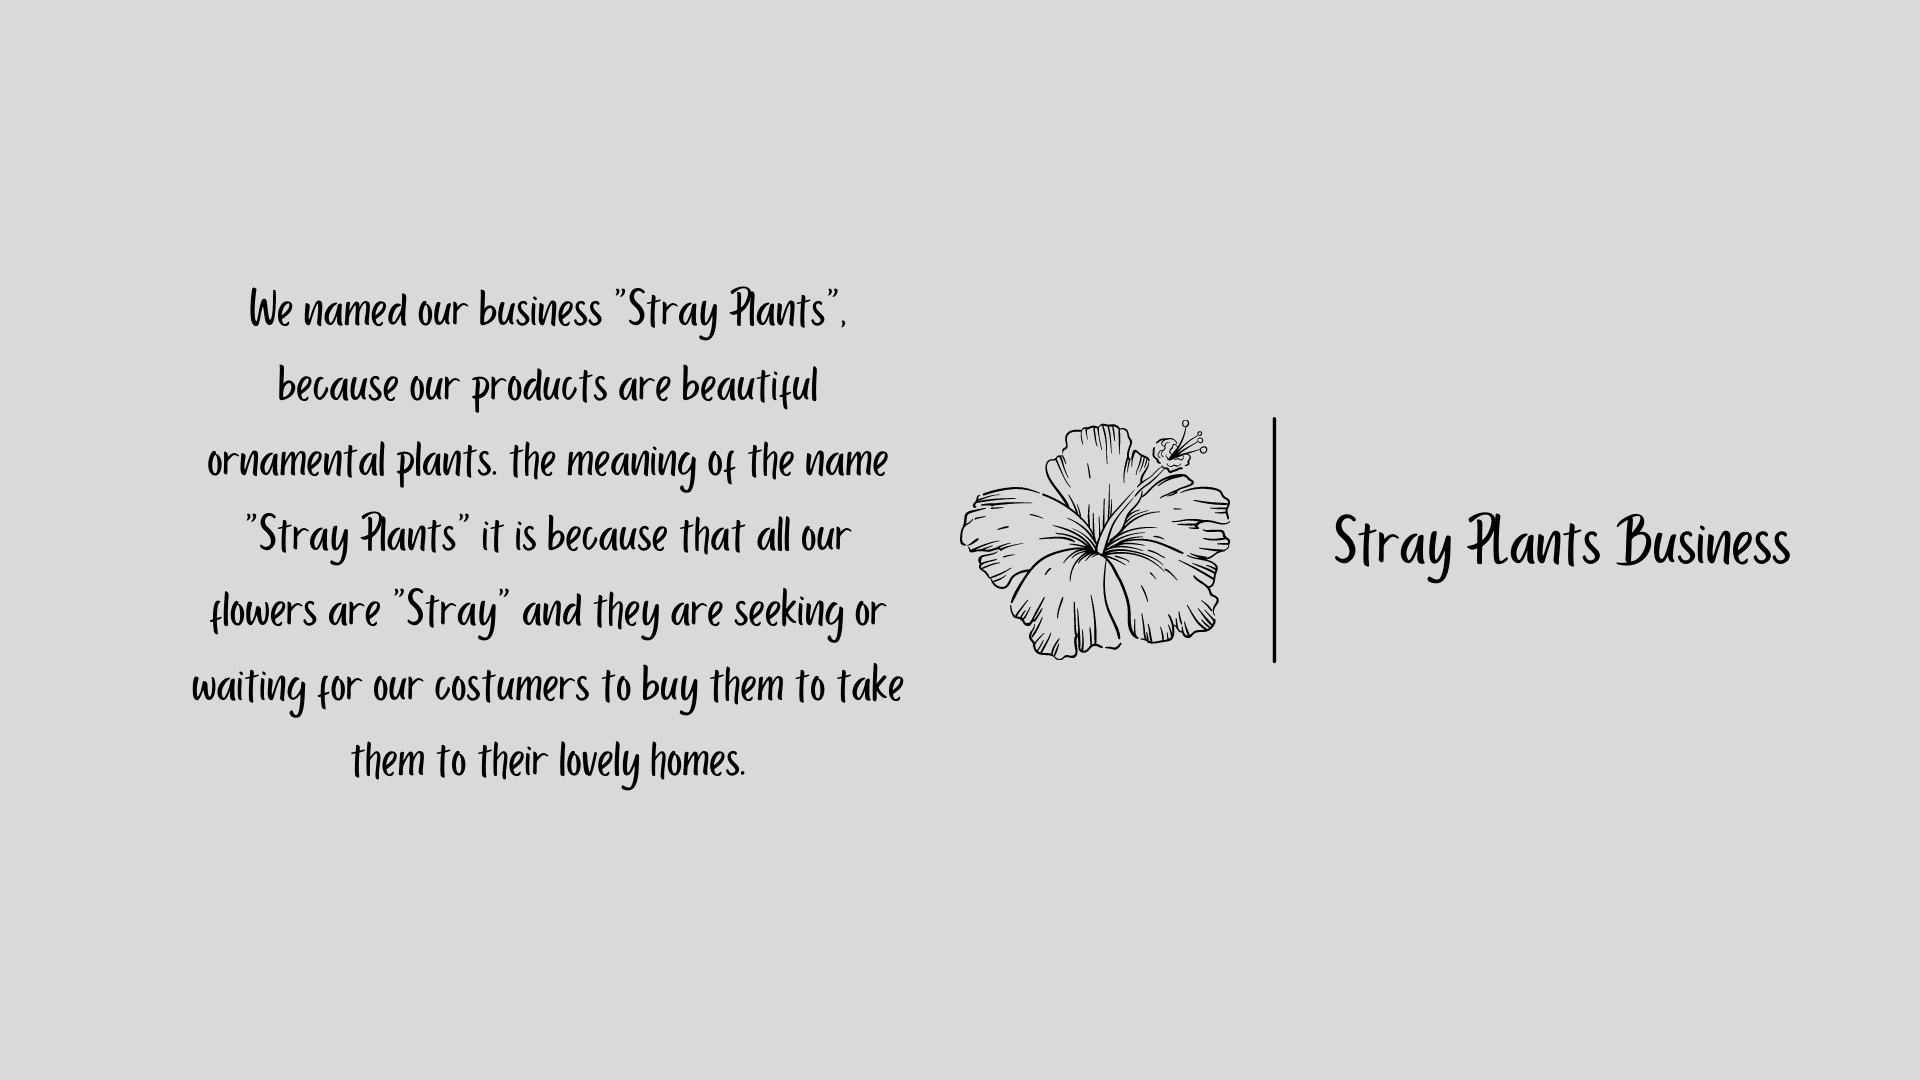 We named our business "Stray Plants",
because our products are beautiful
ornamental plants. the meaning of the name
"Stray Plants" it is because that all our
flowers are "Stray" and they are seeking or
waiting for our costumers to buy them to take
them to their lovely homes.
Stray Plants Business